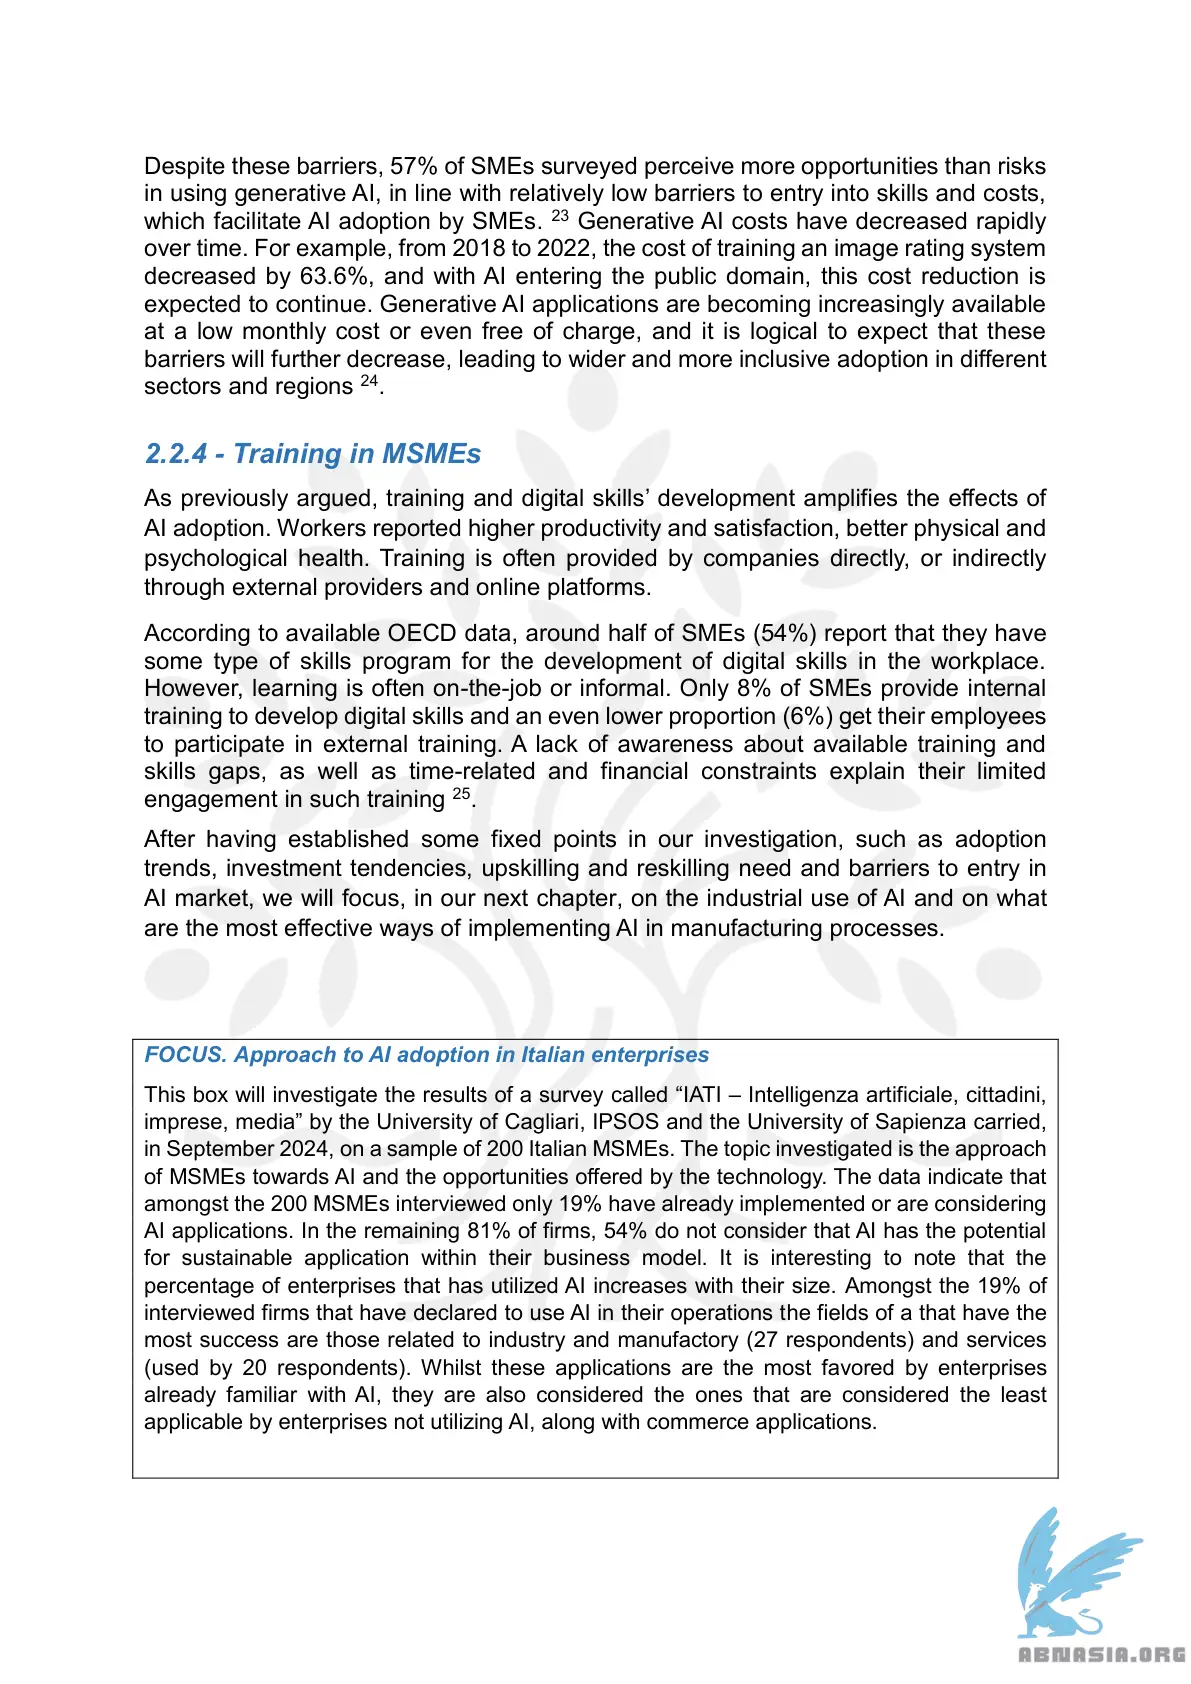 Despite these barriers, 57% of SMEs surveyed perceive more opportunities than risks
in using generative AI, in line with relatively low barriers to entry into skills and costs,
which facilitate AI adoption by SMEs. 23 Generative AI costs have decreased rapidly
over time. For example, from 2018 to 2022, the cost of training an image rating system
decreased by 63.6%, and with AI entering the public domain, this cost reduction is
expected to continue. Generative AI applications are becoming increasingly available
at a low monthly cost or even free of charge, and it is logical to expect that these
barriers will further decrease, leading to wider and more inclusive adoption in different
sectors and regions 24.
2.2.4 - Training in MSMEs
As previously argued, training and digital skills’ development amplifies the effects of
AI adoption. Workers reported higher productivity and satisfaction, better physical and
psychological health. Training is often provided by companies directly, or indirectly
through external providers and online platforms.
According to available OECD data, around half of SMEs (54%) report that they have
some type of skills program for the development of digital skills in the workplace.
However, learning is often on-the-job or informal. Only 8% of SMEs provide internal
training to develop digital skills and an even lower proportion (6%) get their employees
to participate in external training. A lack of awareness about available training and
skills gaps, as well as time-related and financial constraints explain their limited
engagement in such training 25.
After having established some fixed points in our investigation, such as adoption
trends, investment tendencies, upskilling and reskilling need and barriers to entry in
AI market, we will focus, in our next chapter, on the industrial use of AI and on what
are the most effective ways of implementing AI in manufacturing processes.
FOCUS. Approach to AI adoption in Italian enterprises
This box will investigate the results of a survey called “IATI – Intelligenza artificiale, cittadini,
imprese, media” by the University of Cagliari, IPSOS and the University of Sapienza carried,
in September 2024, on a sample of 200 Italian MSMEs. The topic investigated is the approach
of MSMEs towards AI and the opportunities offered by the technology. The data indicate that
amongst the 200 MSMEs interviewed only 19% have already implemented or are considering
AI applications. In the remaining 81% of firms, 54% do not consider that AI has the potential
for sustainable application within their business model. It is interesting to note that the
percentage of enterprises that has utilized AI increases with their size. Amongst the 19% of
interviewed firms that have declared to use AI in their operations the fields of a that have the
most success are those related to industry and manufactory (27 respondents) and services
(used by 20 respondents). Whilst these applications are the most favored by enterprises
already familiar with AI, they are also considered the ones that are considered the least
applicable by enterprises not utilizing AI, along with commerce applications.
ABNASIA.ORG